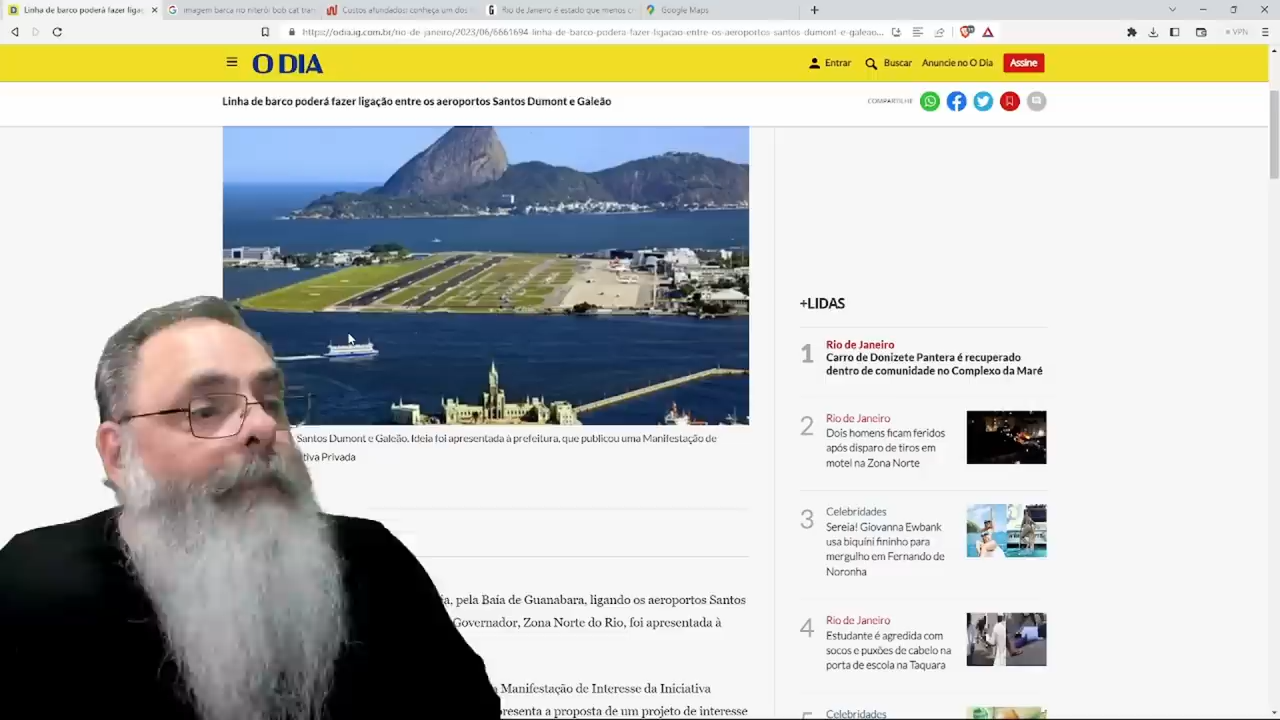 Linha de barco poderá fazer ligaç
imagem barca rio niterói bob cat tran
Custos afundados: conheça um dos
Rio de Janeiro é estado que menos c
Google Maps
https://odia.ig.com.br/rio-de-janeiro/2023/06/6661694-linha-de-barco-podera-fazer-ligacao-entre-os-aeroportos-santos-dumont-e-galeao...
VPN
O DIA
Entrar
Buscar
Anuncie no O Dia
Assine
Linha de barco poderá fazer ligação entre os aeroportos Santos Dumont e Galeão
COMPARTILHE
Santos Dumont e Galeão. Ideia foi apresentada à prefeitura, que publicou uma Manifestação de
tiva Privada
ia, pela Baía de Guanabara, ligando os aeroportos Santos
Governador, Zona Norte do Rio, foi apresentada à
Manifestação de Interesse da Iniciativa
presenta a proposta de um projeto de interesse
+LIDAS
1
Rio de Janeiro
Carro de Donizete Pantera é recuperado
dentro de comunidade no Complexo da Maré
2
Rio de Janeiro
Dois homens ficam feridos
após disparo de tiros em
motel na Zona Norte
3
Celebridades
Sereia! Giovanna Ewbank
usa biquíni fininho para
mergulho em Fernando de
Noronha
4
Rio de Janeiro
Estudante é agredida com
socos e puxões de cabelo na
porta de escola na Taquara
5
Celebridades